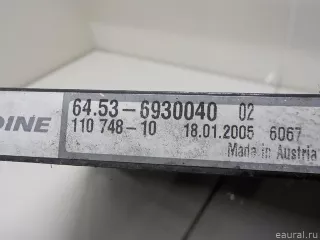 64.53-6930040 02
DINE 110 748-10 18.01.2005 6067
Made in Austria
eaural.ru